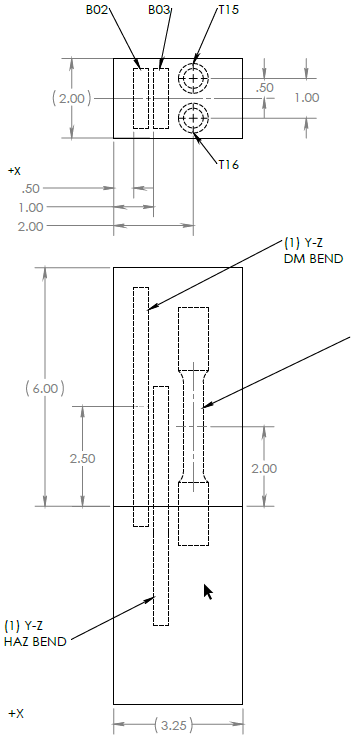 B02 B03 T15
(2.00) .50 1.00
T16
+X
.50
1.00
2.00
(1) Y-Z
DM BEND
(6.00)
2.50
2.00
(1) Y-Z
HAZ BEND
+X
(3.25)